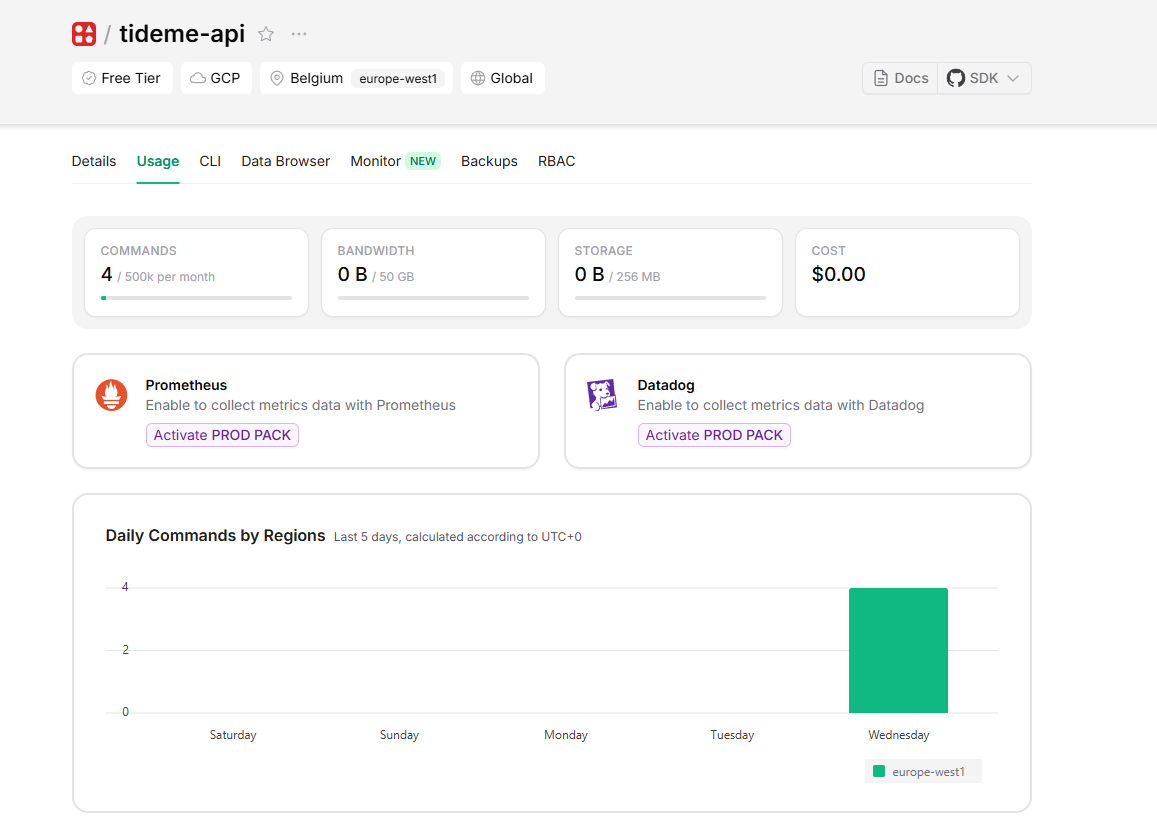 / tideme-api
Free Tier GCP Belgium europe-west1 Global Docs SDK
Details Usage CLI Data Browser Monitor NEW Backups RBAC
COMMANDS
4 / 500k per month
BANDWIDTH
0 B / 50 GB
STORAGE
0 B / 256 MB
COST
$0.00
Prometheus
Enable to collect metrics data with Prometheus
Activate PROD PACK
Datadog
Enable to collect metrics data with Datadog
Activate PROD PACK
Daily Commands by Regions Last 5 days, calculated according to UTC+0
4
2
0
Saturday Sunday Monday Tuesday Wednesday
europe-west1